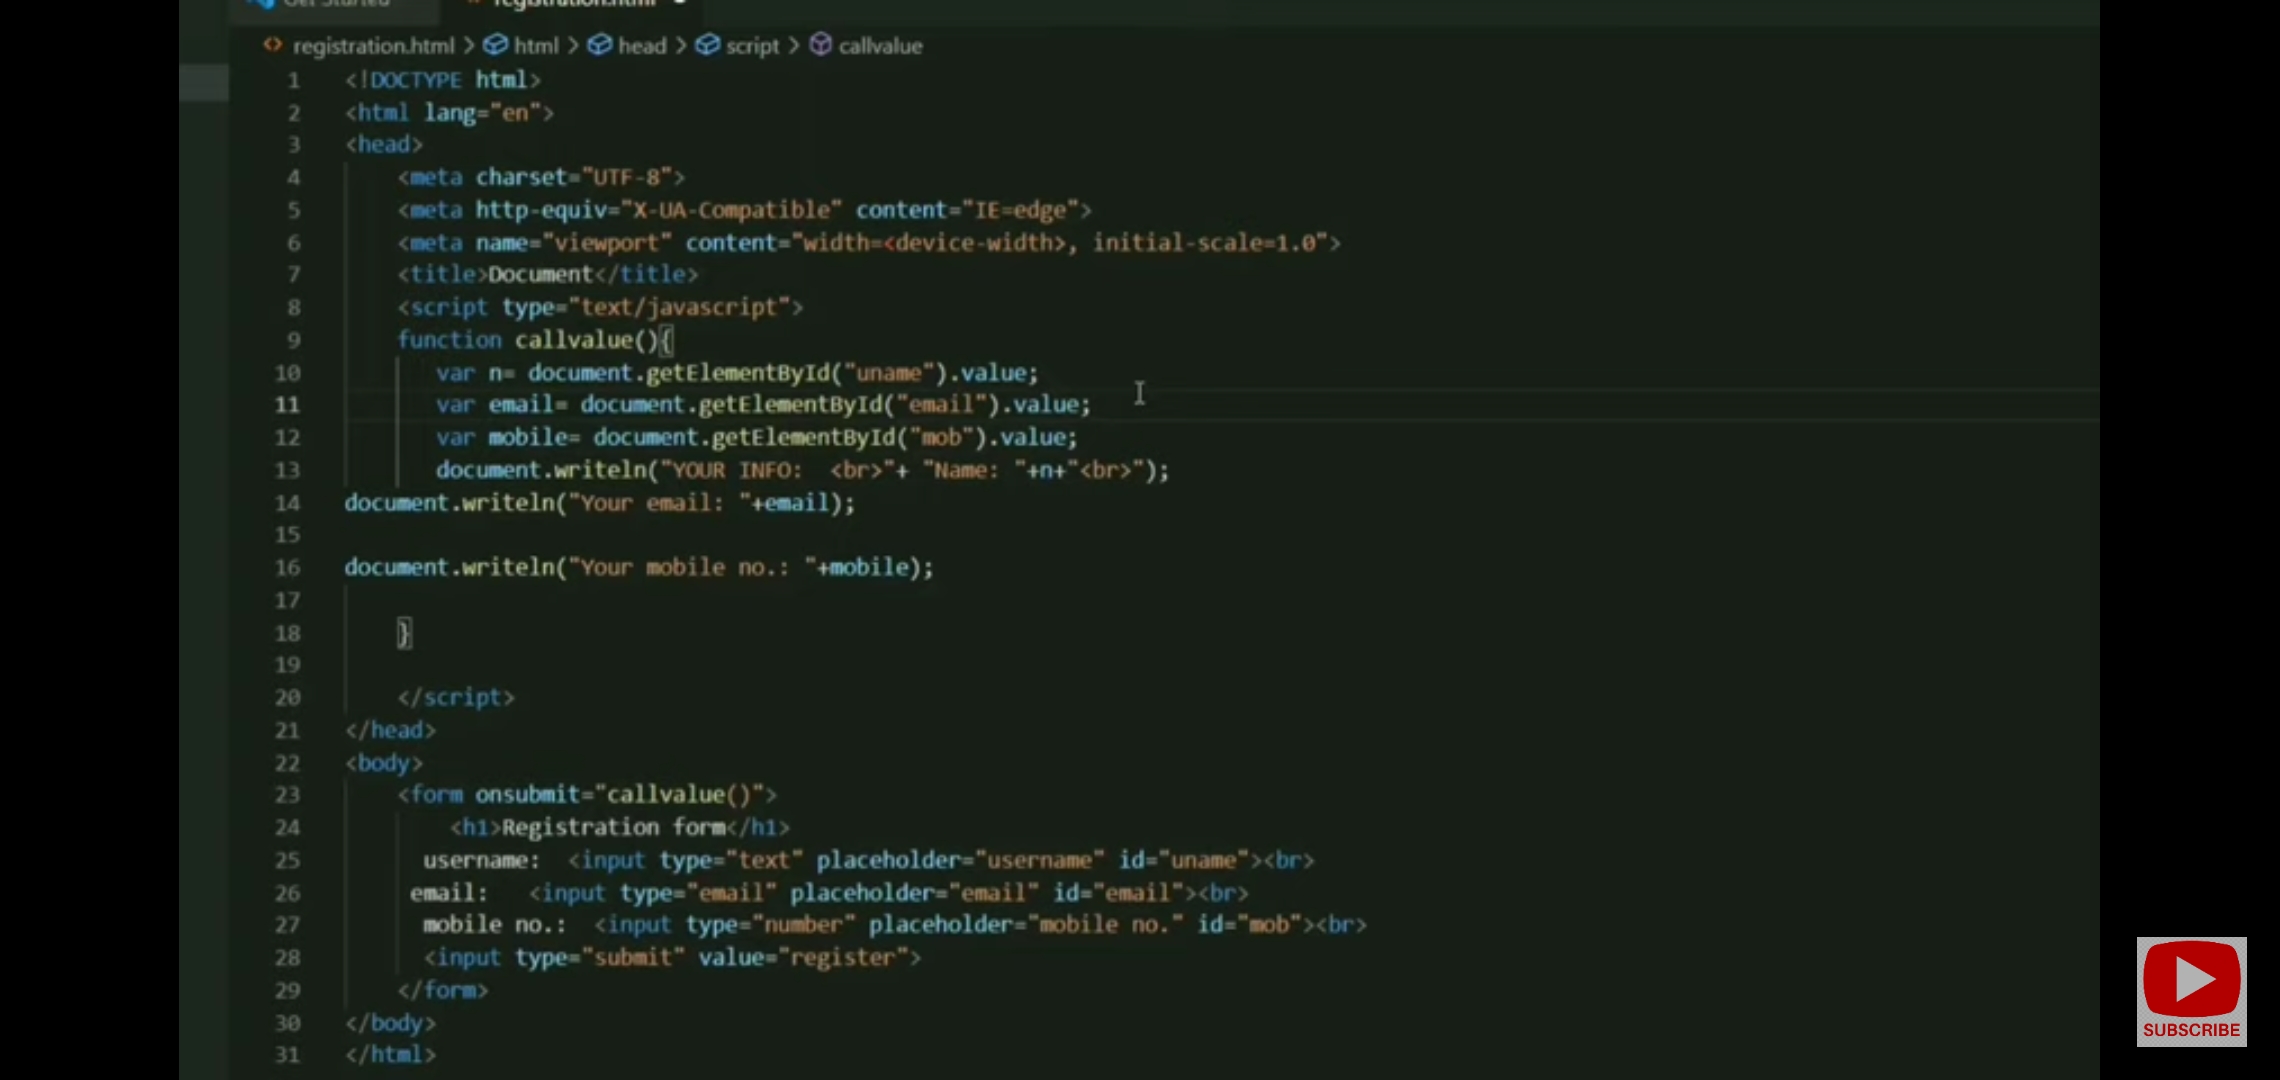 Get Started registration.html
registration.html > html > head > script > callvalue
1 <!DOCTYPE html>
2 <html lang="en">
3 <head>
4 <meta charset="UTF-8">
5 <meta http-equiv="X-UA-Compatible" content="IE=edge">
6 <meta name="viewport" content="width=<device-width>, initial-scale=1.0">
7 <title>Document</title>
8 <script type="text/javascript">
9 function callvalue(){
10 var n= document.getElementById("uname").value;
11 var email= document.getElementById("email").value;
12 var mobile= document.getElementById("mob").value;
13 document.writeln("YOUR INFO:  <br>"+ "Name: "+n+"<br>");
14 document.writeln("Your email: "+email);
15
16 document.writeln("Your mobile no.: "+mobile);
17
18 }
19
20 </script>
21 </head>
22 <body>
23 <form onsubmit="callvalue()">
24 <h1>Registration form</h1>
25 username:  <input type="text" placeholder="username" id="uname"><br>
26 email:   <input type="email" placeholder="email" id="email"><br>
27 mobile no.:  <input type="number" placeholder="mobile no." id="mob"><br>
28 <input type="submit" value="register">
29 </form>
30 </body>
31 </html>
SUBSCRIBE